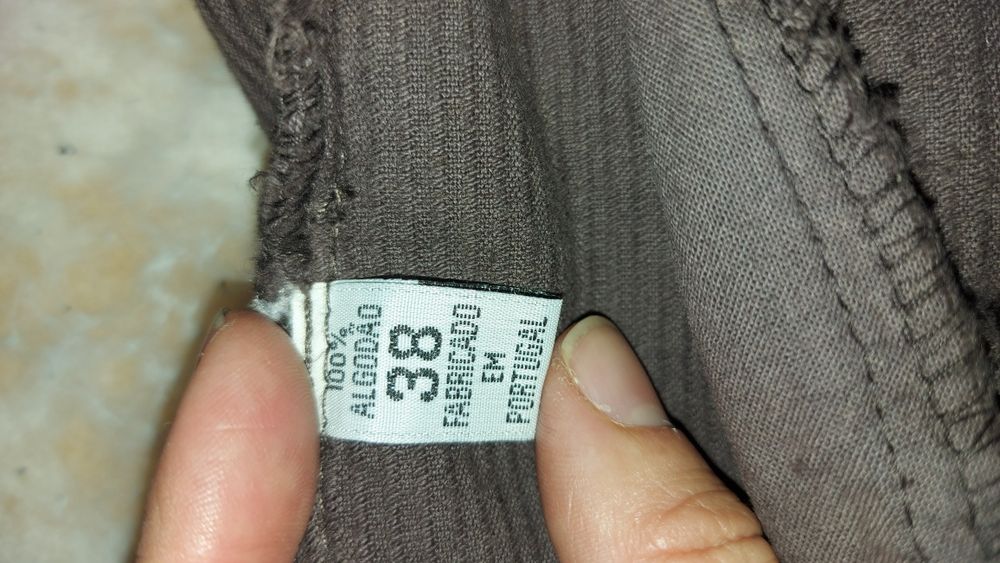 100%
ALGODÃO
38
FABRICADO
EM
PORTUGAL